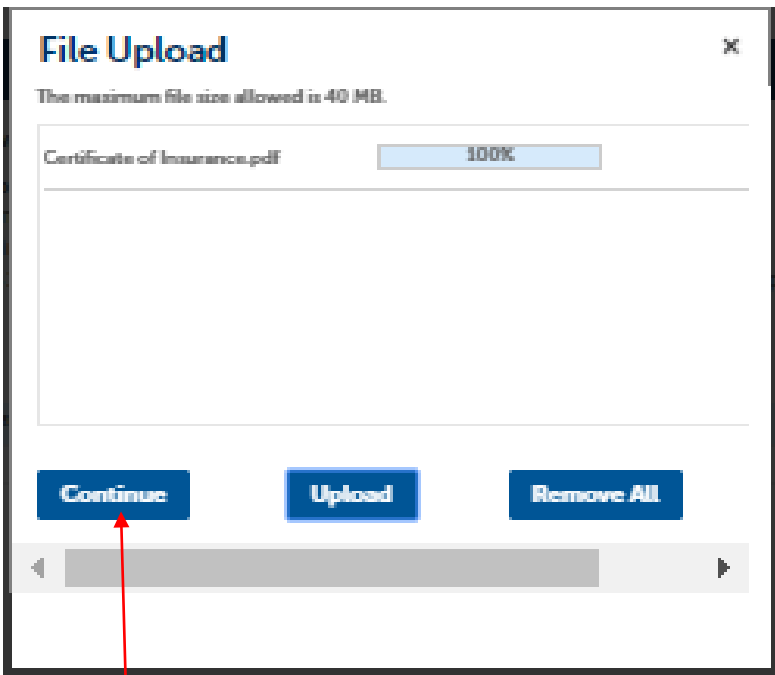 File Upload
x
The maximum file size allowed is 40 MB.
Certificate of Insurance.pdf 100%
Continue Upload Remove All